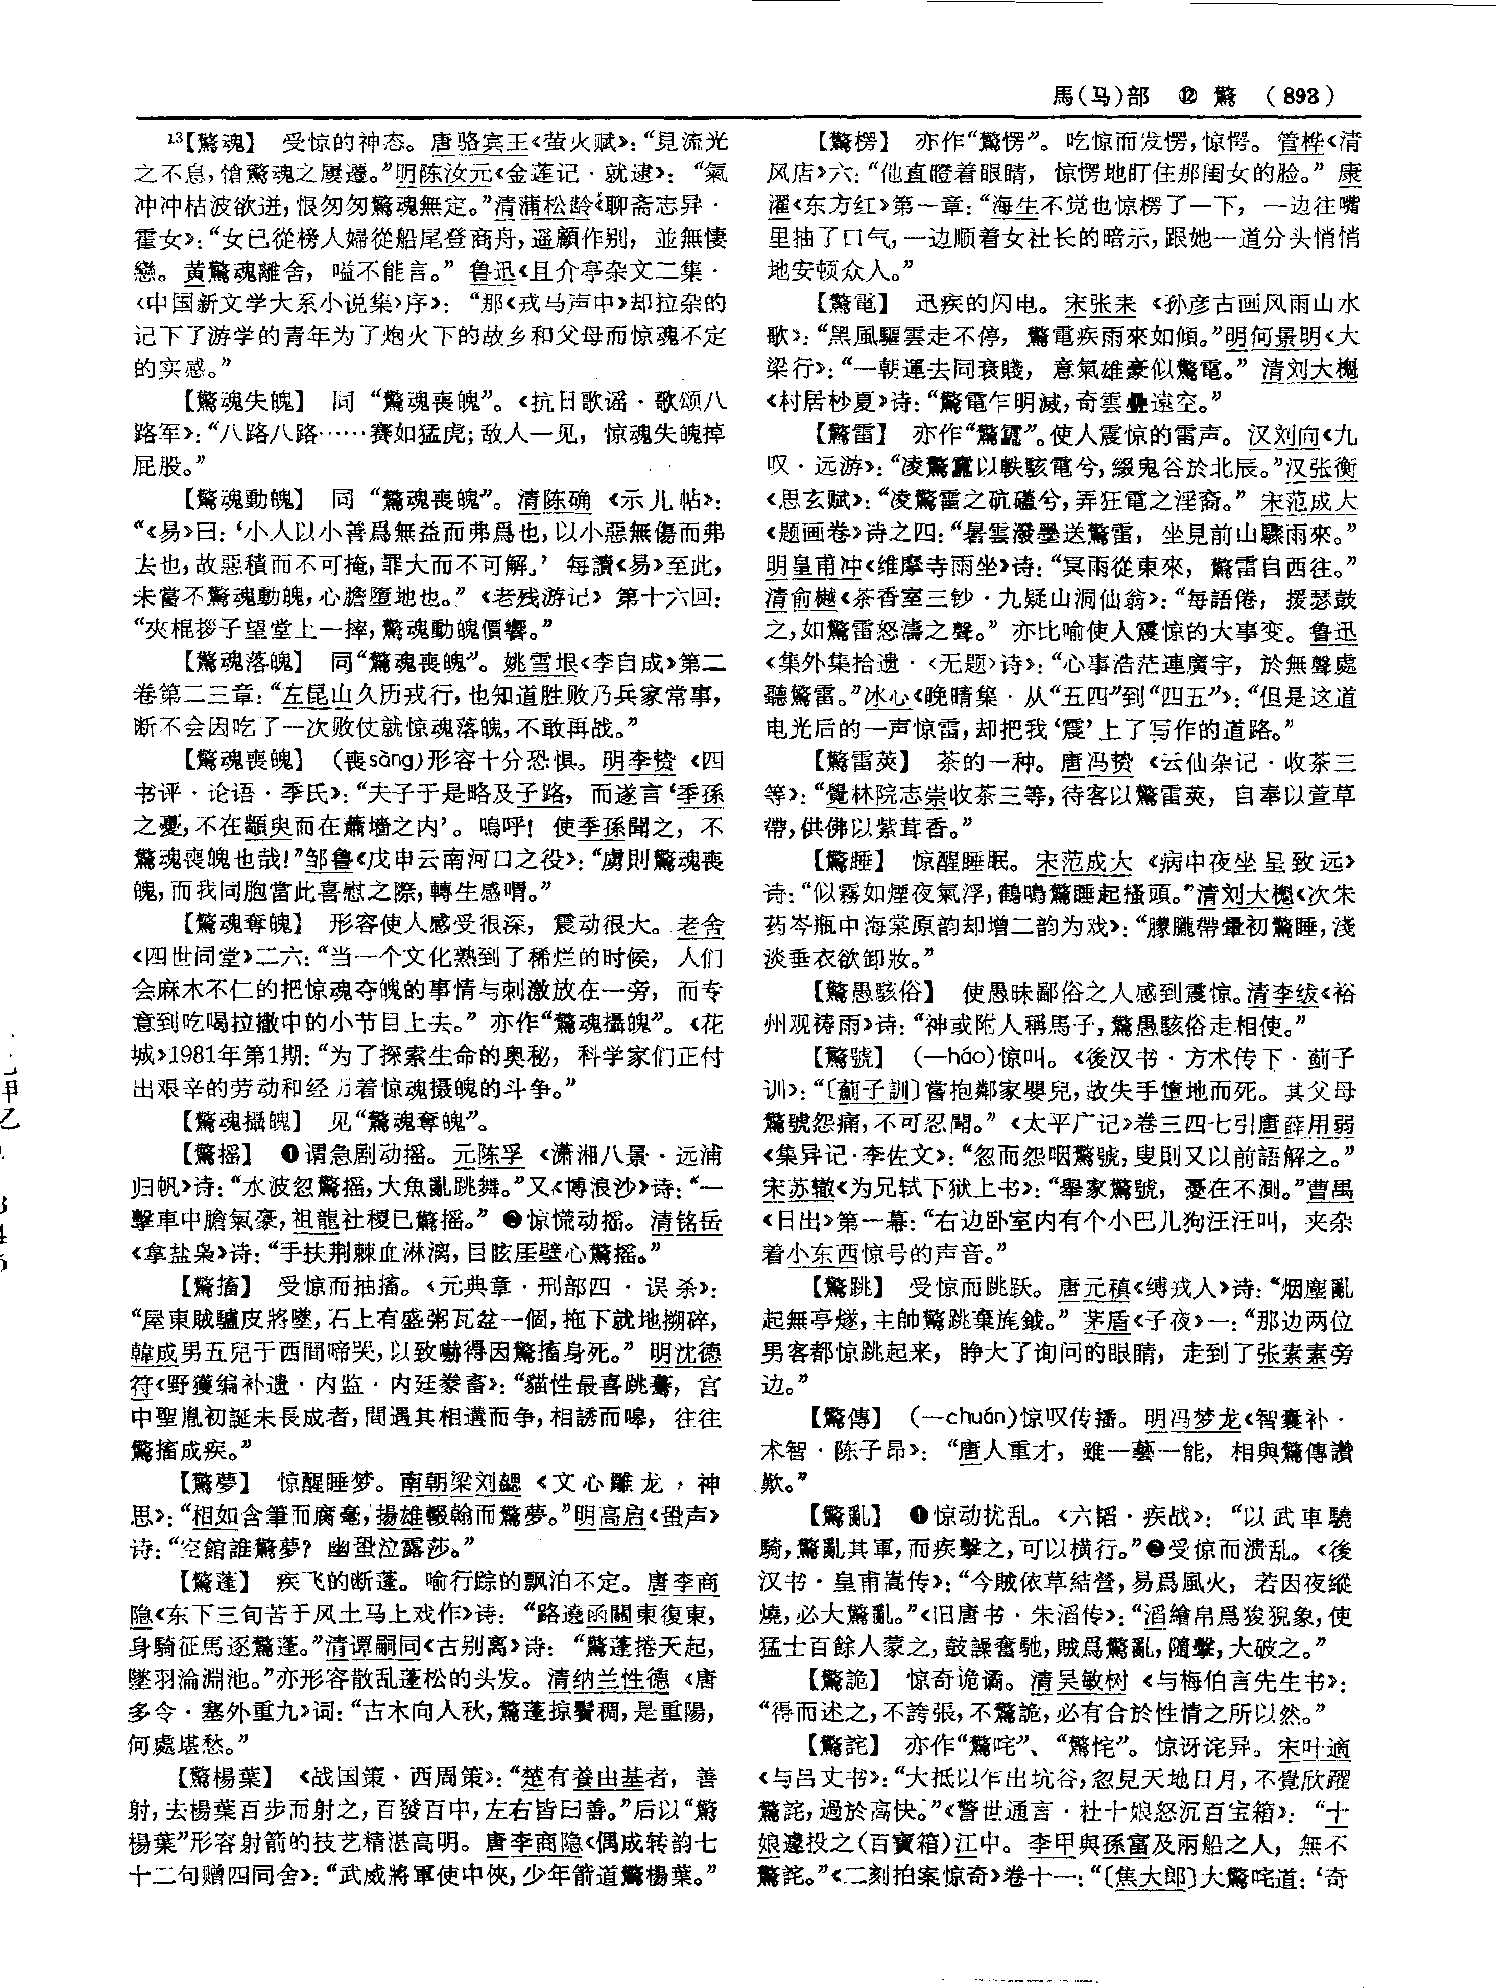 馬(马)部 ⑫ 驚 (893)
13【驚魂】 受惊的神态。唐骆宾王《萤火赋》:“見流光
之不息,愴驚魂之屢遷。”明陈汝元《金莲记·就逮》: “氣
冲冲枯波欲迸,恨匆匆驚魂無定。”清蒲松龄《聊斋志异·
霍女》:“女已從榜人婦從船尾登商舟,遥顧作别, 並無悽
戀。黄驚魂離舍, 嗌不能言。” 鲁迅《且介亭杂文二集·
〈中国新文学大系小说集〉序》: “那《戎马声中》却拉杂的
记下了游学的青年为了炮火下的故乡和父母而惊魂不定
的实感。”
【驚魂失魄】 同 “驚魂喪魄”。《抗日歌谣·歌颂八
路军》:“八路八路……赛如猛虎;敌人一见, 惊魂失魄掉
屁股。”
【驚魂動魄】 同 “驚魂喪魄”。清陈确 《示儿帖》:
“《易》曰:‘小人以小善爲無益而弗爲也,以小惡無傷而弗
去也,故惡積而不可掩,罪大而不可解。’ 每讀《易》至此,
未嘗不驚魂動魄,心膽墮地也。” 《老残游记》 第十六回:
“夾棍拶子望堂上一摔,驚魂動魄價響。”
【驚魂落魄】 同“驚魂喪魄”。姚雪垠《李自成》第二
卷第二三章:“左昆山久历戎行,也知道胜败乃兵家常事,
断不会因吃了一次败仗就惊魂落魄,不敢再战。”
【驚魂喪魄】 (喪sàng)形容十分恐惧。明李贽 《四
书评·论语·季氏》:“夫子于是略及子路, 而遂言‘季孫
之憂,不在顓臾而在蕭墻之内’。嗚呼! 使季孫聞之, 不
驚魂喪魄也哉!”邹鲁《戊申云南河口之役》:“虜則驚魂喪
魄,而我同胞當此喜慰之際,轉生感喟。”
【驚魂奪魄】 形容使人感受很深, 震动很大。老舍
《四世同堂》二六:“当一个文化熟到了稀烂的时候, 人们
会麻木不仁的把惊魂夺魄的事情与刺激放在一旁, 而专
意到吃喝拉撒中的小节目上去。” 亦作“驚魂攝魄”。《花
城》1981年第1期:“为了探索生命的奥秘, 科学家们正付
出艰辛的劳动和经历着惊魂摄魄的斗争。”
【驚魂攝魄】 见“驚魂奪魄”。
【驚摇】 ❶谓急剧动摇。元陈孚 《潇湘八景·远浦
归帆》诗:“水波忽驚摇,大魚亂跳舞。”又《博浪沙》诗:“一
擊車中膽氣豪,祖龍社稷已驚摇。” ❷惊慌动摇。清铭岳
《拿盐枭》诗:“手扶荆棘血淋漓,目眩厓壁心驚摇。”
【驚搐】 受惊而抽搐。《元典章·刑部四·误杀》:
“屋東賊驢皮將墜,石上有盛粥瓦盆一個,拖下就地擗碎,
韓成男五兒于西間啼哭,以致嚇得因驚搐身死。” 明沈德
符《野獲编补遗·内监·内廷豢畜》:“貓性最喜跳驀, 宫
中聖胤初誕未長成者,間遇其相遘而争,相誘而嗥, 往往
驚搐成疾。”
【驚夢】 惊醒睡梦。南朝梁刘勰 《文心雕龙·神
思》:“相如含筆而腐毫,揚雄輟翰而驚夢。”明高启《蛩声》
诗:“空館誰驚夢? 幽蛩泣露莎。”
【驚蓬】 疾飞的断蓬。喻行踪的飘泊不定。唐李商
隐《东下三旬苦于风土马上戏作》诗: “路遶函關東復東,
身騎征馬逐驚蓬。”清谭嗣同《古别离》诗: “驚蓬捲天起,
墜羽淪淵池。”亦形容散乱蓬松的头发。清纳兰性德 《唐
多令·塞外重九》词:“古木向人秋,驚蓬掠鬢稠,是重陽,
何處堪愁。”
【驚楊葉】 《战国策·西周策》:“楚有養由基者, 善
射,去楊葉百步而射之,百發百中,左右皆曰善。”后以“驚
楊葉”形容射箭的技艺精湛高明。唐李商隐《偶成转韵七
十二句赠四同舍》:“武威將軍使中俠,少年箭道驚楊葉。”
【驚楞】 亦作“驚愣”。吃惊而发愣,惊愕。管桦《清
风店》六:“他直瞪着眼睛, 惊愣地盯住那闺女的脸。” 康
濯《东方红》第一章:“海生不觉也惊楞了一下, 一边往嘴
里抽了口气,一边顺着女社长的暗示,跟她一道分头悄悄
地安顿众人。”
【驚電】 迅疾的闪电。宋张耒 《孙彦古画风雨山水
歌》:“黑風驅雲走不停, 驚電疾雨來如傾。”明何景明《大
梁行》:“一朝運去同衰賤, 意氣雄豪似驚電。” 清刘大櫆
《村居杪夏》诗:“驚電乍明滅,奇雲疊遠空。”
【驚雷】 亦作“驚靁”。使人震惊的雷声。汉刘向《九
叹·远游》:“凌驚靁以軼駭電兮,綴鬼谷於北辰。”汉张衡
《思玄赋》:“凌驚雷之砊礚兮,弄狂電之淫裔。” 宋范成大
《题画卷》诗之四:“暑雲潑墨送驚雷, 坐見前山驟雨來。”
明皇甫冲《维摩寺雨坐》诗:“冥雨從東來, 驚雷自西往。”
清俞樾《茶香室三钞·九疑山洞仙翁》:“每語倦, 援瑟鼓
之,如驚雷怒濤之聲。” 亦比喻使人震惊的大事变。鲁迅
《集外集拾遗·〈无题〉诗》:“心事浩茫連廣宇, 於無聲處
聽驚雷。”冰心《晚晴集·从“五四”到“四五”》:“但是这道
电光后的一声惊雷,却把我‘震’上了写作的道路。”
【驚雷莢】 茶的一种。唐冯贽 《云仙杂记·收茶三
等》:“覺林院志崇收茶三等,待客以驚雷莢, 自奉以萱草
帶,供佛以紫茸香。”
【驚睡】 惊醒睡眠。宋范成大 《病中夜坐呈致远》
诗:“似霧如煙夜氣浮,鶴鳴驚睡起搔頭。”清刘大櫆《次朱
药岑瓶中海棠原韵却增二韵为戏》:“朦朧帶暈初驚睡,淺
淡垂衣欲卸妝。”
【驚愚駭俗】 使愚昧鄙俗之人感到震惊。清李绂《裕
州观祷雨》诗:“神或附人稱馬子,驚愚駭俗走相使。”
【驚號】 (—háo)惊叫。《後汉书·方术传下·蓟子
训》:“〔薊子訓〕嘗抱鄰家嬰兒,故失手墮地而死。其父母
驚號怨痛,不可忍聞。” 《太平广记》卷三四七引唐薛用弱
《集异记·李佐文》:“忽而怨咽驚號,叟則又以前語解之。”
宋苏辙《为兄轼下狱上书》:“舉家驚號, 憂在不測。”曹禺
《日出》第一幕:“右边卧室内有个小巴儿狗汪汪叫, 夹杂
着小东西惊号的声音。”
【驚跳】 受惊而跳跃。唐元稹《缚戎人》诗:“烟塵亂
起無亭燧,主帥驚跳棄旄鉞。” 茅盾《子夜》一:“那边两位
男客都惊跳起来, 睁大了询问的眼睛, 走到了张素素旁
边。”
【驚傳】 (—chuán)惊叹传播。明冯梦龙《智囊补·
术智·陈子昂》: “唐人重才, 雖一藝一能, 相與驚傳讚
歎。”
【驚亂】 ❶惊动扰乱。《六韬·疾战》: “以武車驍
騎,驚亂其軍,而疾擊之,可以横行。”❷受惊而溃乱。《後
汉书·皇甫嵩传》:“今賊依草結營,易爲風火, 若因夜縱
燒,必大驚亂。”《旧唐书·朱滔传》:“滔繪帛爲狻猊象,使
猛士百餘人蒙之,鼓譟奮馳,賊爲驚亂,隨擊,大破之。”
【驚詭】 惊奇诡谲。清吴敏树 《与梅伯言先生书》:
“得而述之,不誇張,不驚詭,必有合於性情之所以然。”
【驚詫】 亦作“驚咤”、“驚怪”。惊讶诧异。宋叶適
《与吕丈书》:“大抵以乍出坑谷,忽見天地日月,不覺欣躍
驚詫,過於高快。”《警世通言·杜十娘怒沉百宝箱》: “十
娘遽投之(百寶箱)江中。李甲與孫富及兩船之人, 無不
驚詫。”《二刻拍案惊奇》卷十一:“〔焦大郎〕大驚咤道:‘奇